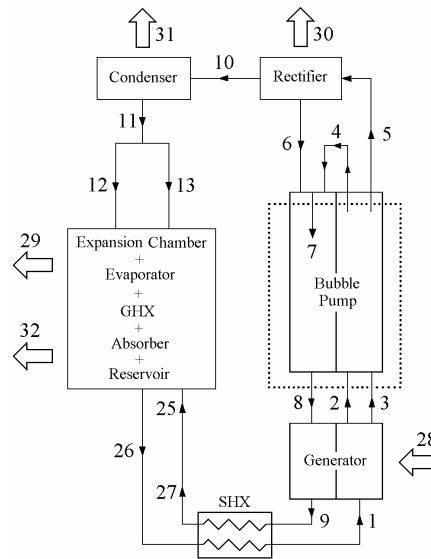 31
30
Condenser
10
Rectifier
11
6
4
5
12
13
7
29
Expansion Chamber
+
Evaporator
+
GHX
+
Absorber
+
Reservoir
Bubble
Pump
32
25
8
2
3
26
28
Generator
27
SHX
9
1